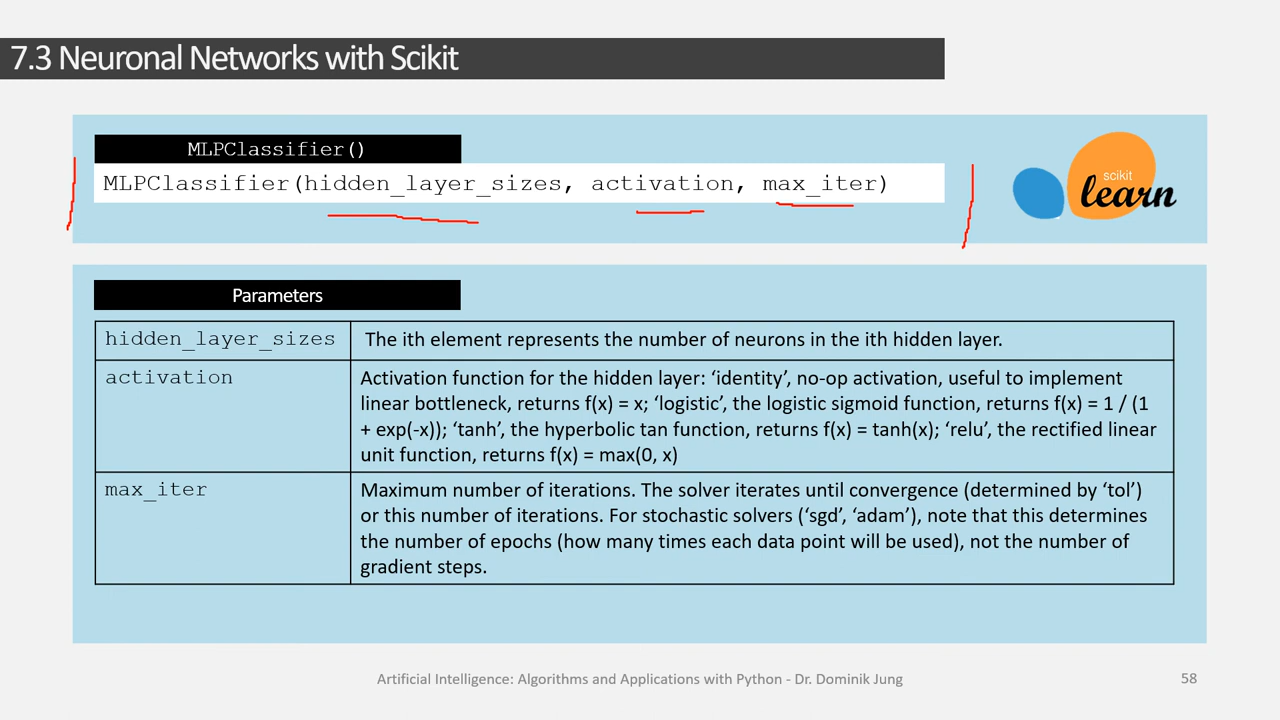 7.3 Neuronal Networks with Scikit
MLPClassifier()
MLPClassifier(hidden_layer_sizes, activation, max_iter)
scikit
learn
Parameters
hidden_layer_sizes
The ith element represents the number of neurons in the ith hidden layer.
activation
Activation function for the hidden layer: ‘identity’, no-op activation, useful to implement
linear bottleneck, returns f(x) = x; ‘logistic’, the logistic sigmoid function, returns f(x) = 1 / (1
+ exp(-x)); ‘tanh’, the hyperbolic tan function, returns f(x) = tanh(x); ‘relu’, the rectified linear
unit function, returns f(x) = max(0, x)
max_iter
Maximum number of iterations. The solver iterates until convergence (determined by ‘tol’)
or this number of iterations. For stochastic solvers (‘sgd’, ‘adam’), note that this determines
the number of epochs (how many times each data point will be used), not the number of
gradient steps.
Artificial Intelligence: Algorithms and Applications with Python - Dr. Dominik Jung
58